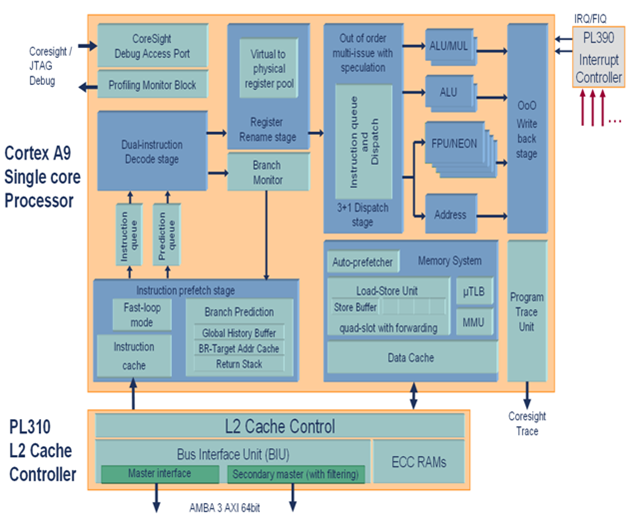 IRQ/FIQ
PL390
Interrupt
Controller
...
Coresight /
JTAG
Debug
CoreSight
Debug Access Port
Profiling Monitor Block
Virtual to
physical
register pool
Register
Rename stage
Out of order
multi-issue with
speculation
Instruction queue
and
Dispatch
3+1 Dispatch
stage
ALU/MUL
ALU
FPU/NEON
Address
OoO
Write
back
stage
Cortex A9
Single core
Processor
Dual-instruction
Decode stage
Branch
Monitor
Instruction
queue
Prediction
queue
Instruction prefetch stage
Fast-loop
mode
Instruction
cache
Branch Prediction
Global History Buffer
BR-Target Addr Cache
Return Stack
Auto-prefetcher
Memory System
Load-Store Unit
Store Buffer
quad-slot with forwarding
µTLB
MMU
Data Cache
Program
Trace
Unit
Coresight
Trace
PL310
L2 Cache
Controller
L2 Cache Control
Bus Interface Unit (BIU)
Master interface
Secondary master (with filtering)
ECC RAMs
AMBA 3 AXI 64bit